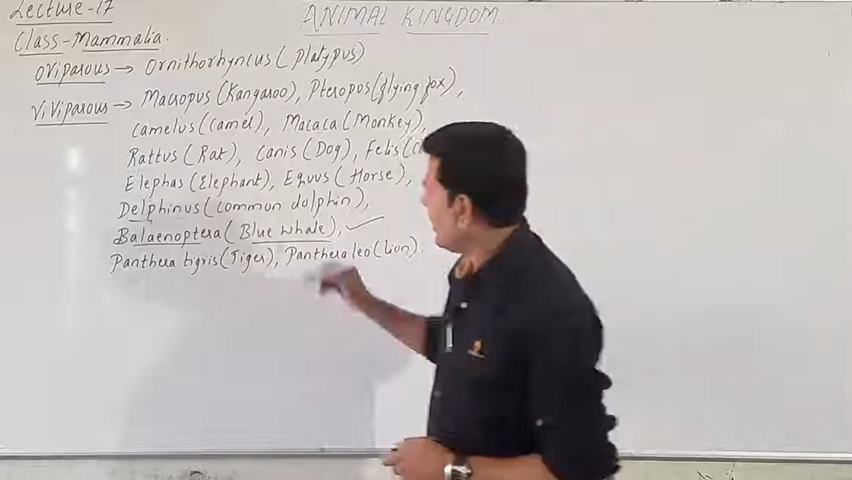 Lecture-17
ANIMAL KINGDOM.
Class-Mammalia.
Oviparous → Ornithorhyncus (Platypus)
Viviparous → Macropus (Kangaroo), Pteropos (flying fox),
Camelus (Camel), Macaca (Monkey),
Rattus (Rat), Canis (Dog), Felis
Elephas (Elephant), Equus (Horse),
Delphinus (Common dolphin),
Balaenoptera (Blue whale),
Panthera tigris (Tiger), Panthera leo (Lion).